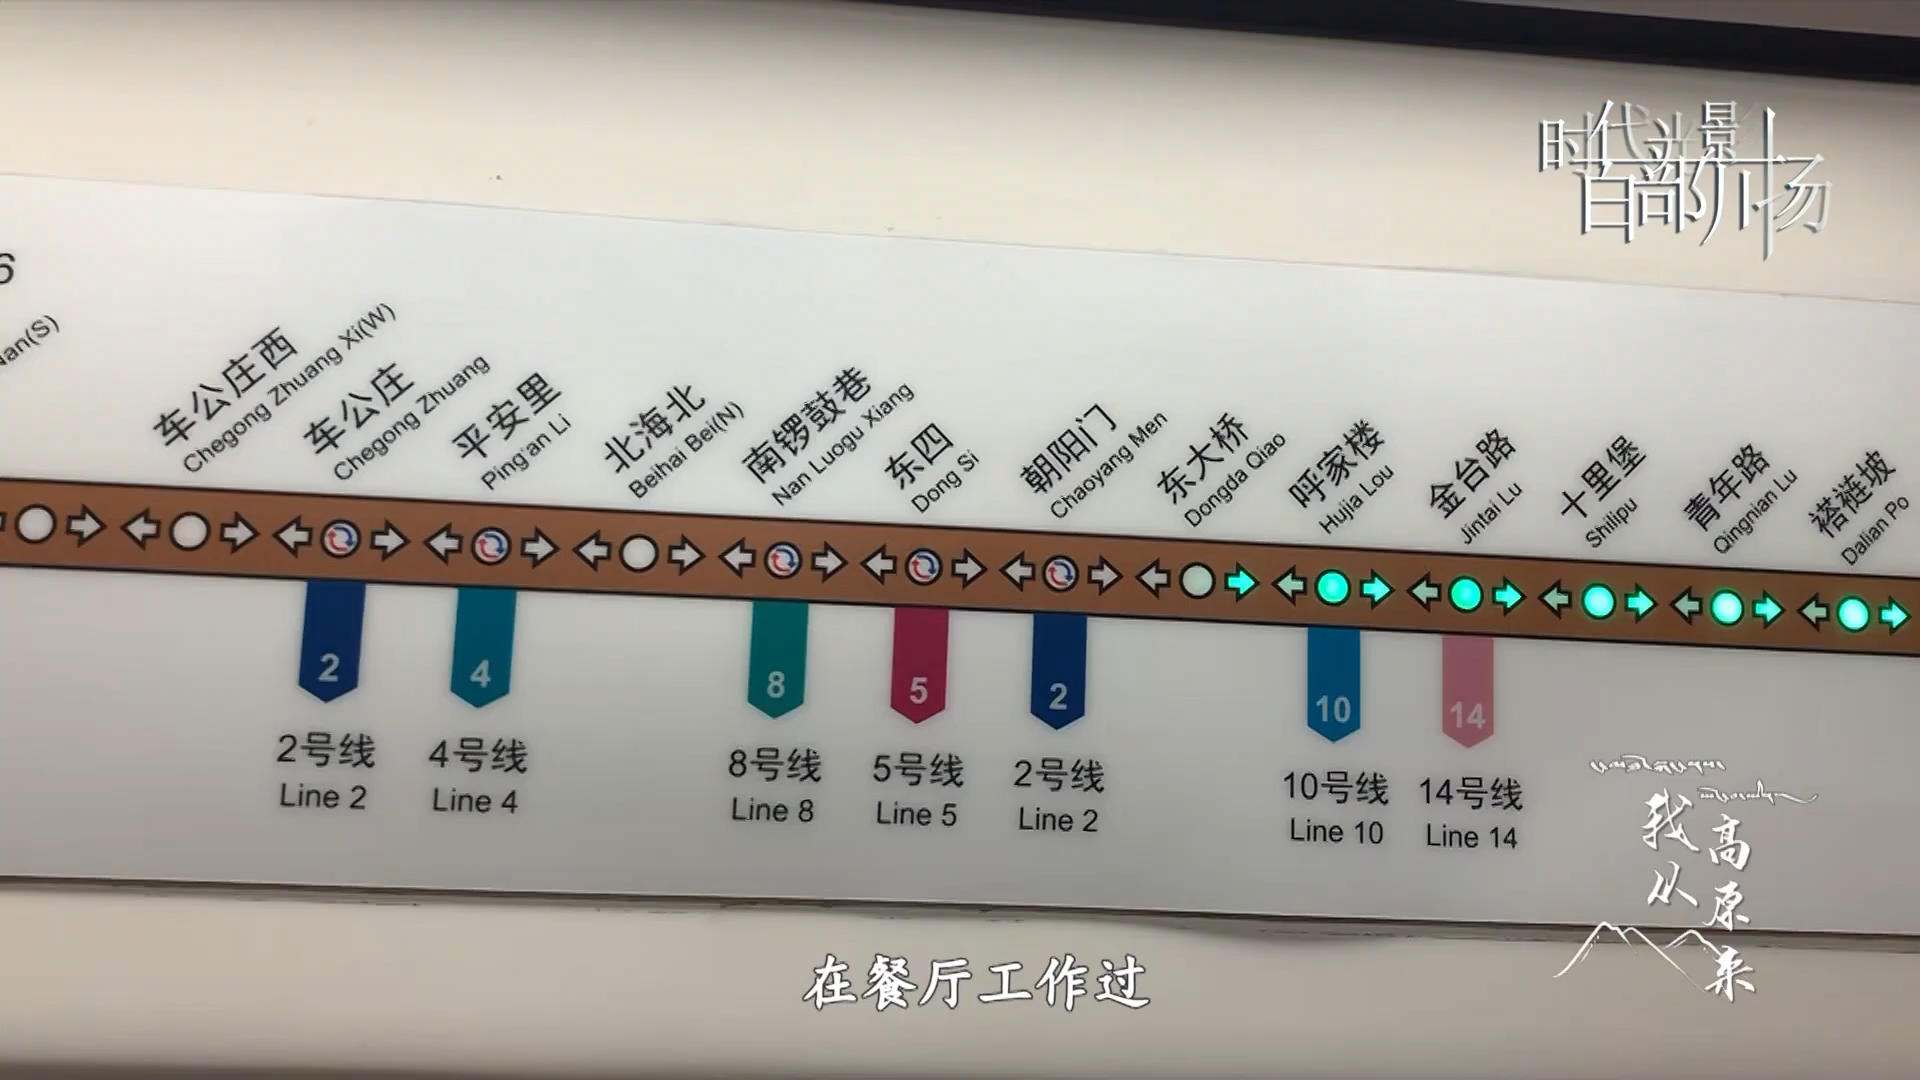 时代光影
百部川扬
6
Nan(S)
车公庄西
Chegong Zhuang Xi(W)
车公庄
Chegong Zhuang
平安里
Ping'an Li
北海北
Beihai Bei(N)
南锣鼓巷
Nan Luogu Xiang
东四
Dong Si
朝阳门
Chaoyang Men
东大桥
Dongda Qiao
呼家楼
Hujia Lou
金台路
Jintai Lu
十里堡
Shilipu
青年路
Qingnian Lu
褡裢坡
Dalian Po
2
4
8
5
2
10
14
2号线
Line 2
4号线
Line 4
8号线
Line 8
5号线
Line 5
2号线
Line 2
10号线
Line 10
14号线
Line 14
我从
高原来
在餐厅工作过